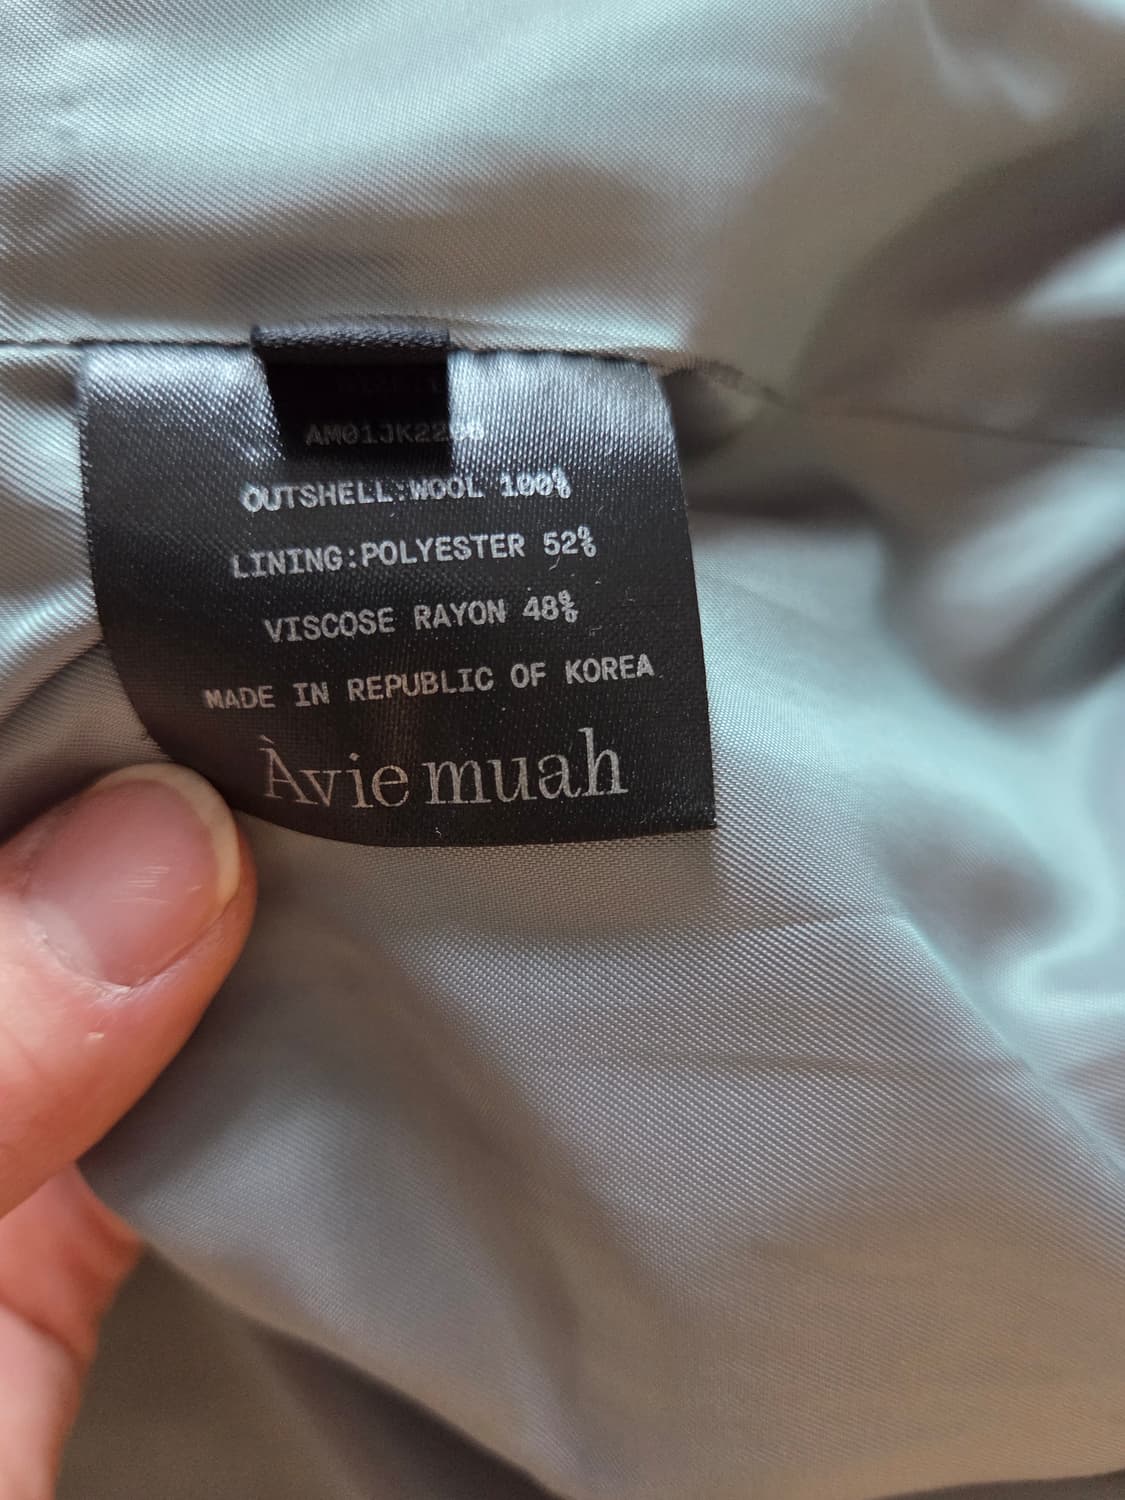 OUTSHELL:WOOL 100%
LINING:POLYESTER 52%
VISCOSE RAYON 48%
MADE IN REPUBLIC OF KOREA
Àvie muah